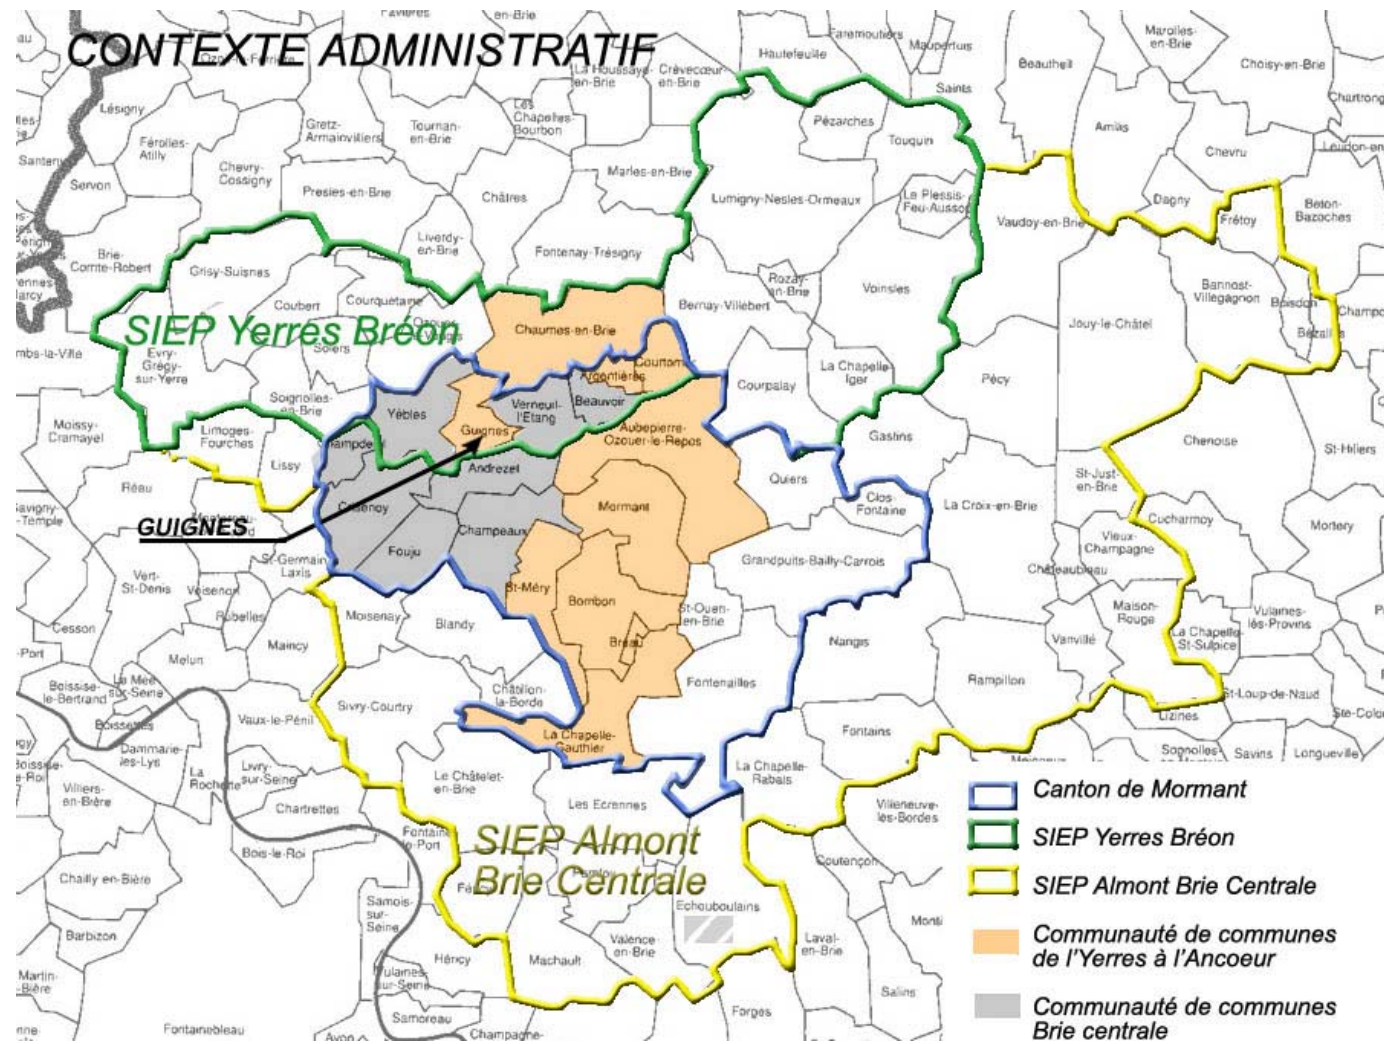 CONTEXTE ADMINISTRATIF
Hautefeuille
Faremoutiers
Mauperthuis
Marolles-
en-Brie
Beautheil
Choisy-en-Brie
Saints
Lésigny
Les
Chapelles-
Bourbon
Crèvecœur-
en-Brie
Gretz-
Armainvilliers
Tournan-
en-Brie
Pézarches
Touquin
Amilis
Chevru
Férolles-
Atilly
Chevry-
Cossigny
Servon
Presles-en-Brie
Châtres
Marles-en-Brie
Lumigny-Nesles-Ormeaux
Le Plessis-
Feu-Aussoux
Vaudoy-en-Brie
Dagny
Frétoy
Beton-
Bazoches
Brie-
Comte-Robert
Grisy-Suisnes
Liverdy-
en-Brie
Fontenay-Trésigny
Rozay-
en-Brie
Voinsles
Bannost-
Villegagnon
Boisdon
Coubert
Courquetaine
Bernay-Villebert
Jouy-le-Châtel
Bézalles
SIEP Yerres Bréon
Chaumes-en-Brie
Solers
Evry-
Grégy-
sur-Yerre
Argentières
Courtomer
Courpalay
La Chapelle-
Iger
Pécy
Soignolles-
en-Brie
Yèbles
Verneuil-
l'Etang
Beauvoir
Moissy-
Cramayel
Limoges-
Fourches
Guignes
Aubepierre-
Ozouer-le-Repos
Gastins
Chenoise
St-Hilliers
Lissy
Andrezel
Réau
Quiers
Clos-
Fontaine
La Croix-en-Brie
St-Just-
en-Brie
Savigny-
-Temple
GUIGNES
Crisenoy
Champeaux
Mormant
Cucharmoy
Mortery
Fouju
Vieux-
Champagne
St-Germain
Laxis
Grandpuits-Bailly-Carrois
Châteaubleau
Vert-
St-Denis
Voisenon
St-Méry
Bombon
St-Ouen-
en-Brie
Maison-
Rouge
Vulaines-
lès-Provins
Rubelles
Moisenay
Blandy
Cesson
Maincy
Bréau
Nangis
Vanvillé
La Chapelle-
St-Sulpice
Melun
Boissise-
le-Bertrand
Le Mée-
sur-Seine
Châtillon-
la-Borde
Fontenailles
Rampillon
St-Loup-de-Naud
Vaux-le-Pénil
Sivry-Courtry
Boissettes
Lizines
La Chapelle-
Gauthier
Fontains
Dammarie-
les-Lys
Savins
Longueville
Livry-
sur-Seine
La
Rochette
Le Châtelet-
en-Brie
La Chapelle-
Rabais
Villiers-
en-Bière
Chartrettes
Les Ecrennes
Villeneuve-
les-Bordes
Fontaine
-le-Port
Bois-le-Roi
SIEP Almont
Brie Centrale
Coutençon
Chailly en-Bière
Samois-
sur-
Seine
Echouboulains
Barbizon
Valence-
en-Brie
Laval-
en-Brie
Héricy
Machault
Salins
Samoreau
Forges
Fontainebleau
Avon
Champagne-
Canton de Mormant
SIEP Yerres Bréon
SIEP Almont Brie Centrale
Communauté de communes
de l'Yerres à l'Ancoeur
Communauté de communes
Brie centrale